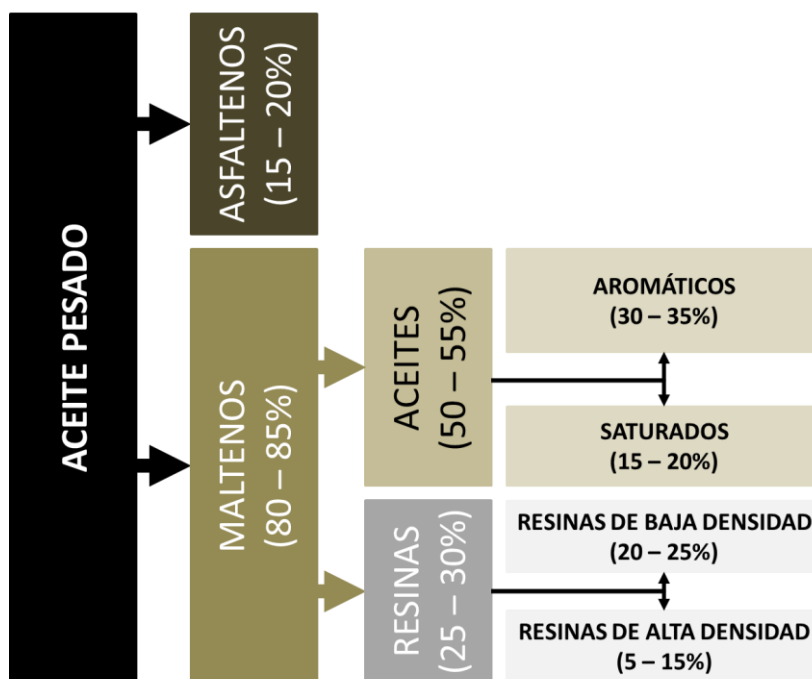 ACEITE PESADO
ASFALTENOS
(15 – 20%)
MALTENOS
(80 – 85%)
ACEITES
(50 – 55%)
AROMÁTICOS
(30 – 35%)
SATURADOS
(15 – 20%)
RESINAS
(25 – 30%)
RESINAS DE BAJA DENSIDAD
(20 – 25%)
RESINAS DE ALTA DENSIDAD
(5 – 15%)